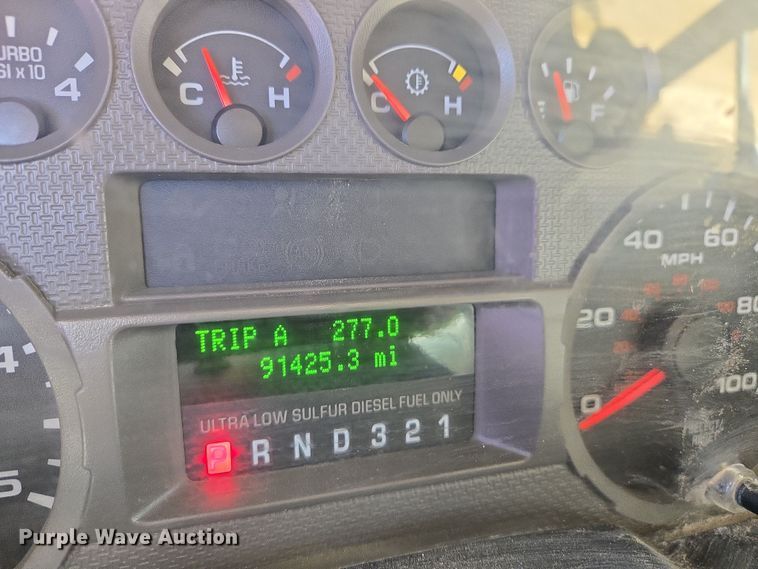 URBO
SI x 10
4
C H
C H
F
40 60
MPH
20 80
0 100
TRIP A 277.0
91425.3 mi
ULTRA LOW SULFUR DIESEL FUEL ONLY
P R N D 3 2 1
4
5
Purple Wave Auction